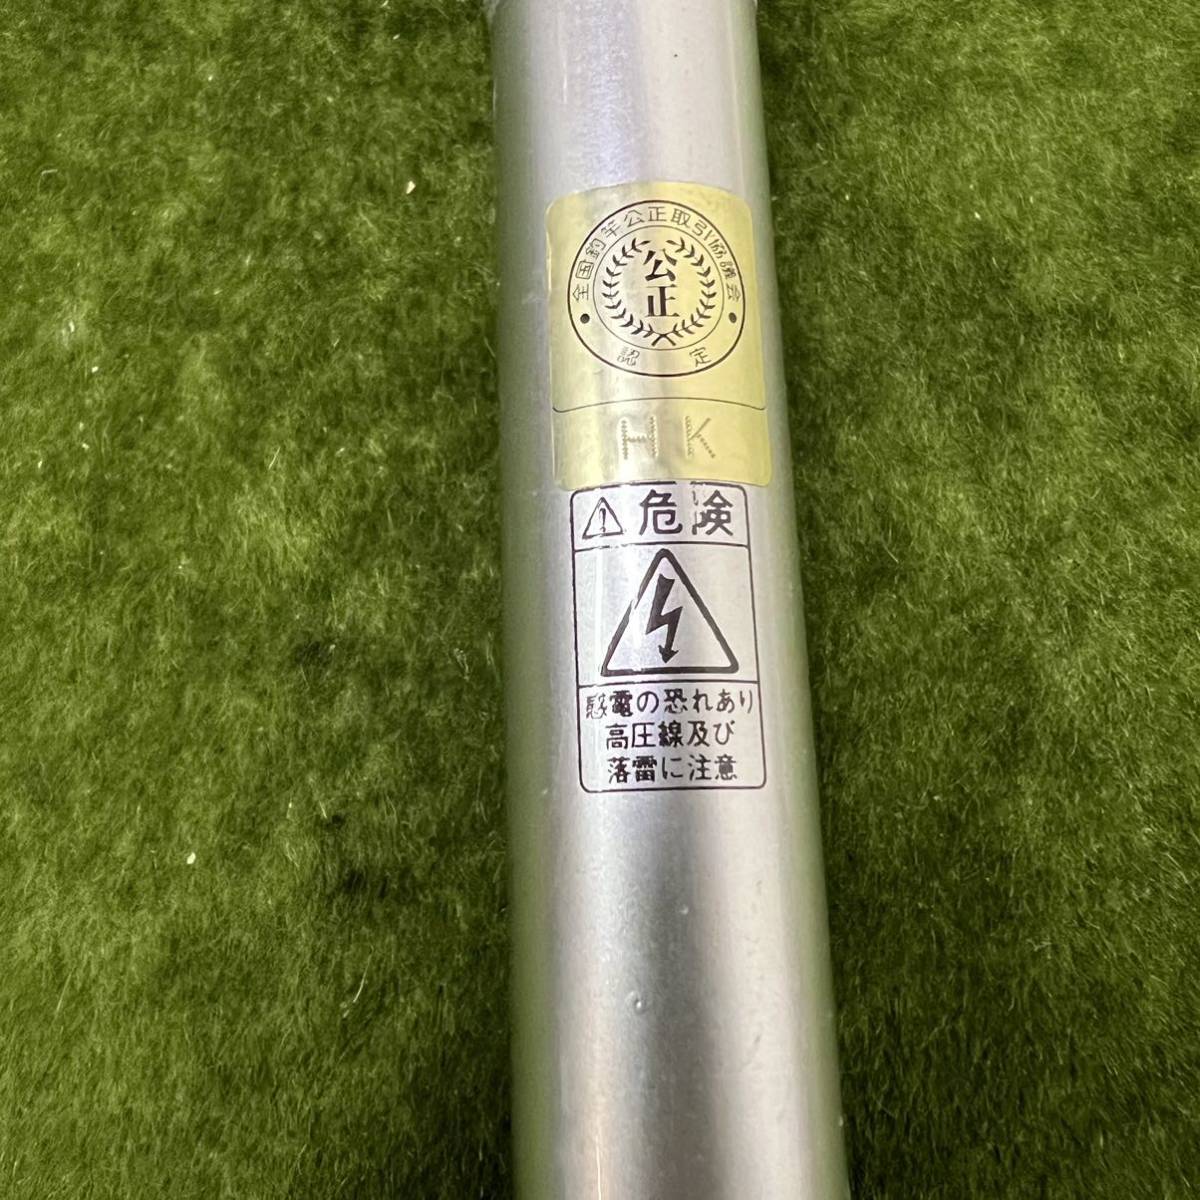 全国釣竿公正取引協議会
公正
認定
HK
危険
感電の恐れあり
高圧線及び
落雷に注意